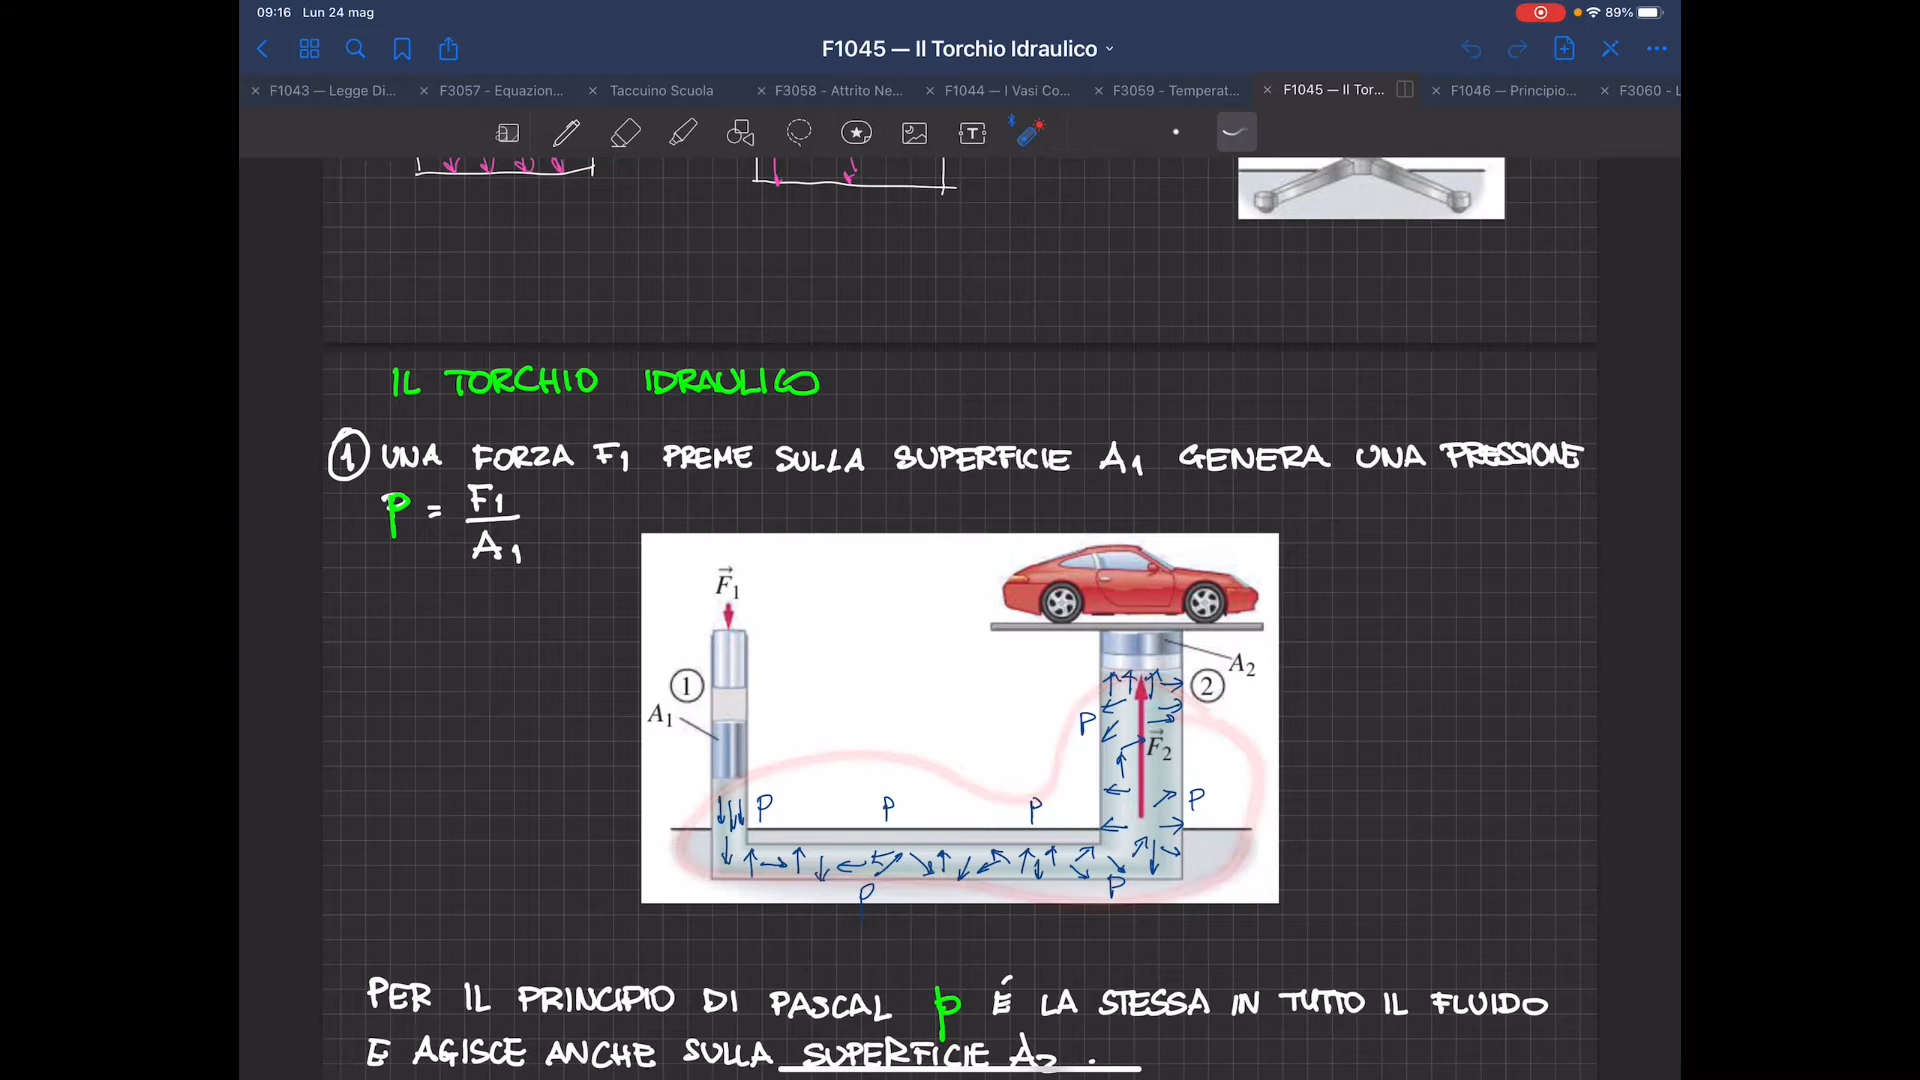 09:16 Lun 24 mag
89%
F1045 — Il Torchio Idraulico
F1043 — Legge Di...
F3057 - Equazion...
Taccuino Scuola
F3058 - Attrito Ne...
F1044 — I Vasi Co...
F3059 - Temperat...
F1045 — Il Tor...
F1046 — Principio...
F3060 - L
IL TORCHIO IDRAULICO
1 UNA FORZA F1 PREME SULLA SUPERFICIE A1 GENERA UNA PRESSIONE
P = F1 / A1
F1
1
A1
A2
2
P
F2
P P P P
P P
PER IL PRINCIPIO DI PASCAL P É LA STESSA IN TUTTO IL FLUIDO
E AGISCE ANCHE SULLA SUPERFICIE A2 .